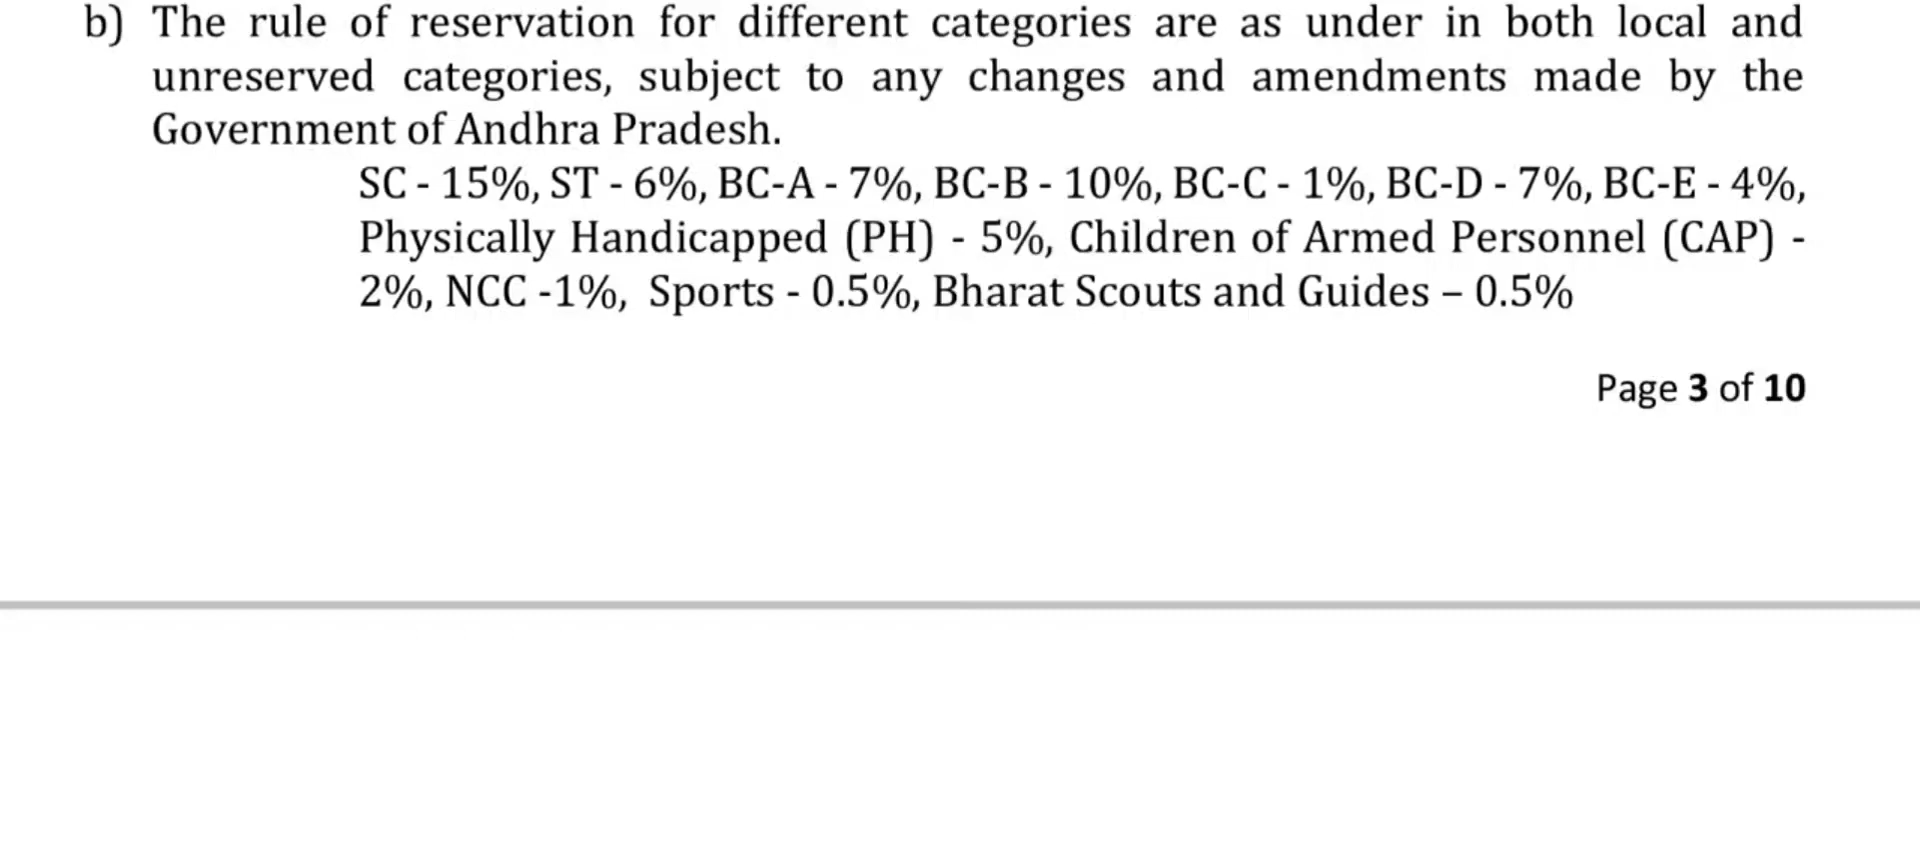 b) The rule of reservation for different categories are as under in both local and
unreserved categories, subject to any changes and amendments made by the
Government of Andhra Pradesh.
SC - 15%, ST - 6%, BC-A - 7%, BC-B - 10%, BC-C - 1%, BC-D - 7%, BC-E - 4%,
Physically Handicapped (PH) - 5%, Children of Armed Personnel (CAP) -
2%, NCC -1%, Sports - 0.5%, Bharat Scouts and Guides – 0.5%
Page 3 of 10